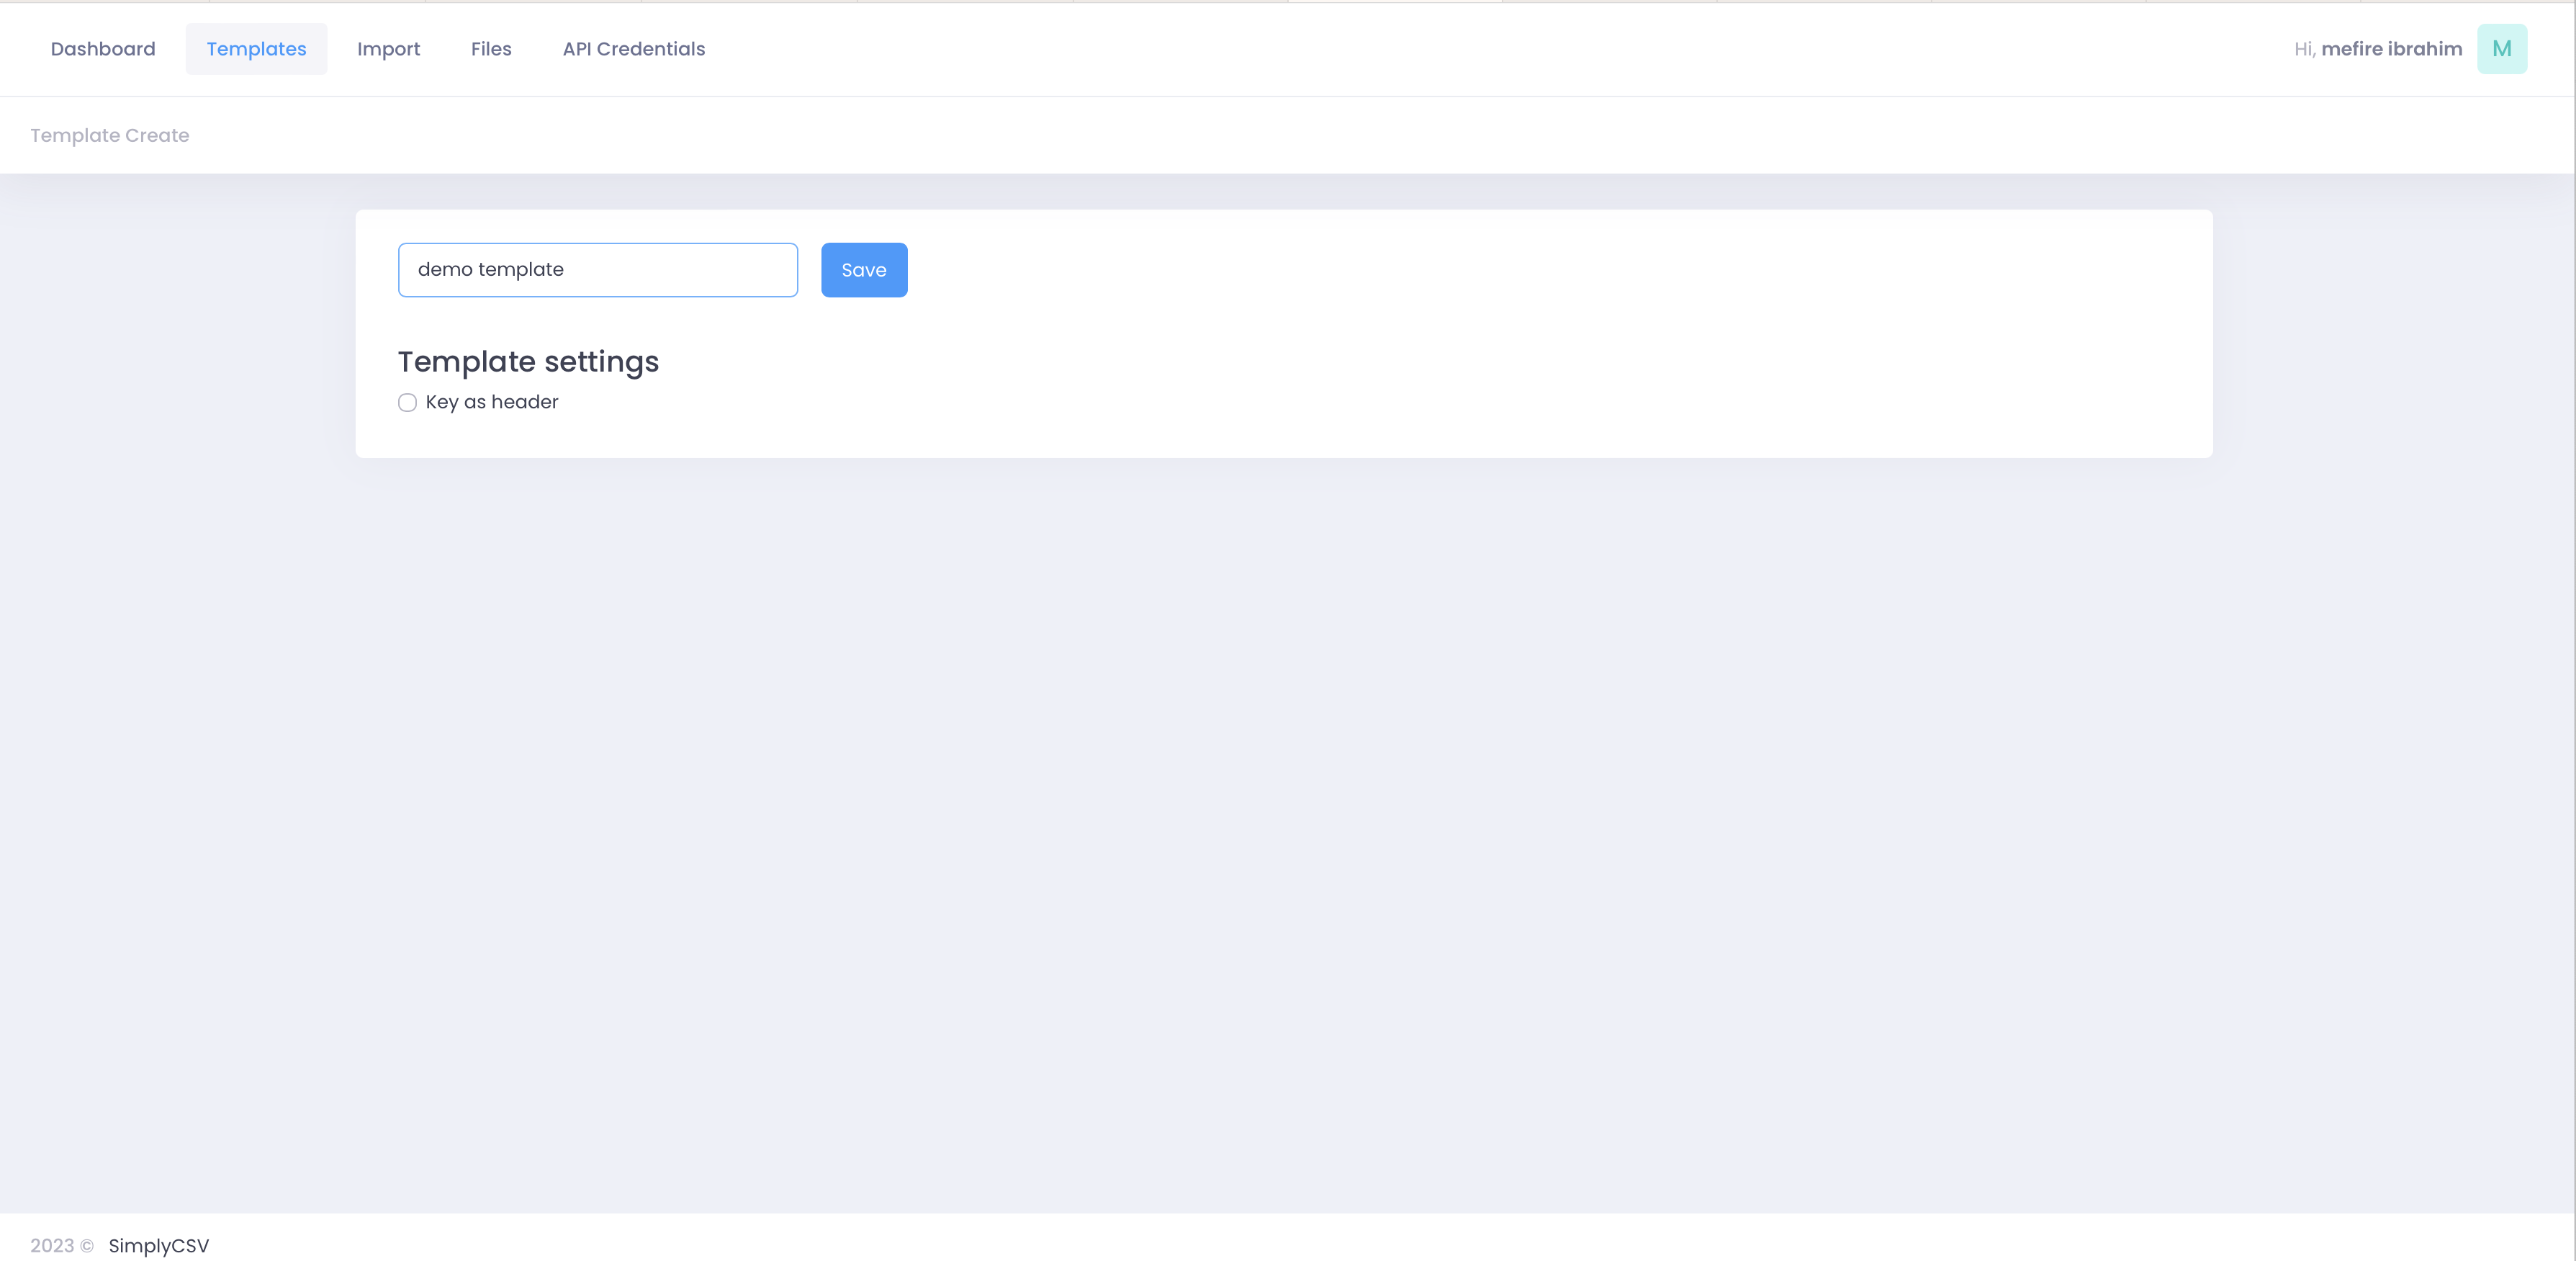 Dashboard Templates Import Files API Credentials Hi, mefire ibrahim M
Template Create
demo template Save
Template settings
Key as header
2023 © SimplyCSV